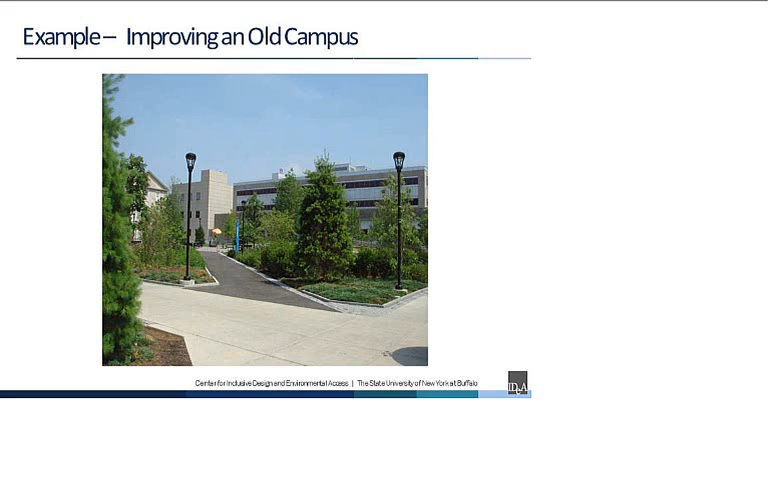 Example – Improving an Old Campus
Center for Inclusive Design and Environmental Access | The State University of New York at Buffalo
IDeA